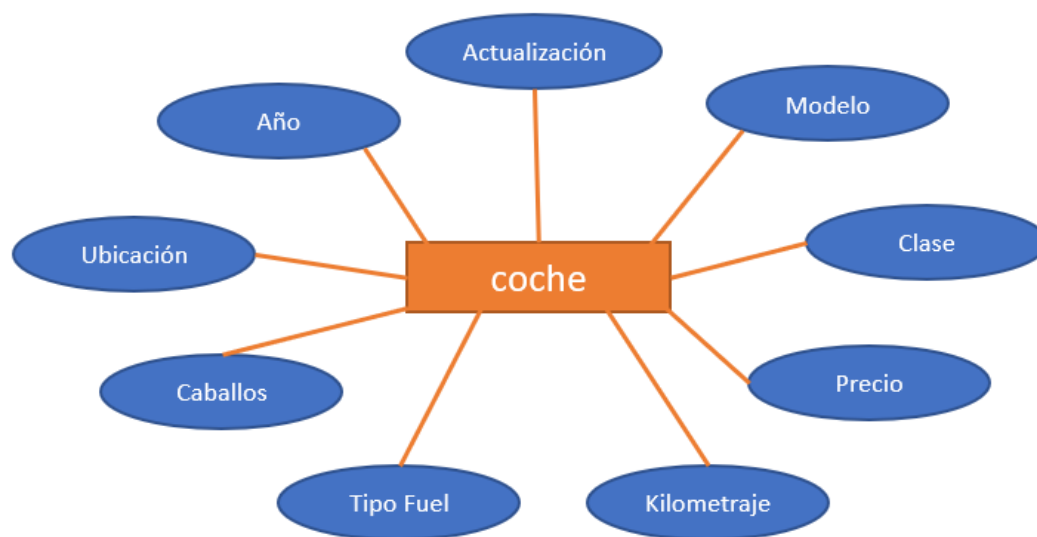 Actualización
Modelo
Año
Clase
Ubicación
coche
Precio
Caballos
Tipo Fuel
Kilometraje